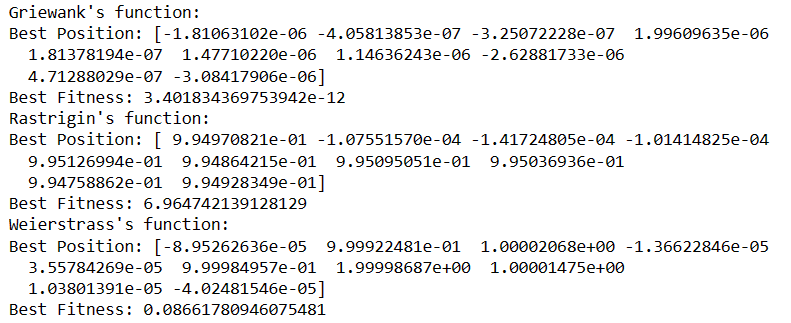 Griewank's function:
Best Position: [-1.81063102e-06 -4.05813853e-07 -3.25072228e-07  1.99609635e-06
  1.81378194e-07  1.47710220e-06  1.14636243e-06 -2.62881733e-06
  4.71288029e-07 -3.08417906e-06]
Best Fitness: 3.401834369753942e-12
Rastrigin's function:
Best Position: [ 9.94970821e-01 -1.07551570e-04 -1.41724805e-04 -1.01414825e-04
  9.95126994e-01  9.94864215e-01  9.95095051e-01  9.95036936e-01
  9.94758862e-01  9.94928349e-01]
Best Fitness: 6.964742139128129
Weierstrass's function:
Best Position: [-8.95262636e-05  9.99922481e-01  1.00002068e+00 -1.36622846e-05
  3.55784269e-05  9.99984957e-01  1.99998687e+00  1.00001475e+00
  1.03801391e-05 -4.02481546e-05]
Best Fitness: 0.08661780946075481